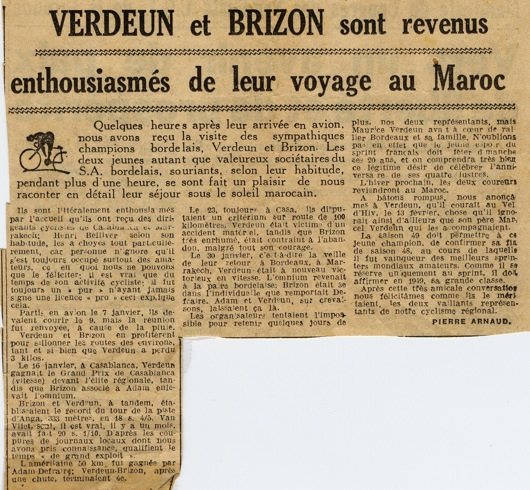 VERDEUN et BRIZON sont revenus
enthousiasmés de leur voyage au Maroc
Quelques heures après leur arrivée en avion,
nous avons reçu la visite des sympathiques
champions bordelais, Verdeun et Brizon. Les
deux jeunes autant que valeureux sociétaires du
S.A. bordelais, souriants, selon leur habitude,
pendant plus d'une heure, se sont fait un plaisir de nous
raconter en détail leur séjour sous le soleil marocain.
Ils sont littéralement enthousias-
més par l'accueil qu'ils ont reçu des diri-
geants cyclistes de Casablanca et Mar-
rakech; Henri Belliver selon son
habitude, les a choyés tout particuliè-
rement, car personne n'ignore qu'il
s'est toujours occupé surtout des ama-
teurs, ce en quoi nous ne pouvons
que le féliciter; il est vrai que du
temps de son activité cycliste; il fut
toujours un « pur » n'ayant jamais
signé une licence « pro » ceci explique
cela.
Partis en avion le 7 janvier, ils de-
vaient courir le 9, mais la réunion
fut renvoyée, à cause de la pluie.
Verdeun et Brizon en profitèrent
pour sillonner les routes des environs,
tant et si bien que Verdeun a perdu
3 kilos.
Le 16 janvier, à Casablanca, Verdeun
gagnait le Grand Prix de Casablanca
(vitesse) devant l'élite régionale, tan-
dis que Brizon associé à Adam enle-
vait l'omnium.
Brizon et Verdeun, à tandem, éta-
blissaient le record du tour de la piste
d'Anga, 333 mètres, en 18 s. 4/5. Van
Vliet, seul, il est vrai, il y a un mois,
avait fait 20 s. 1/10. D'après les cou-
pures de journaux locaux dont nous
avons pris connaissance, qualifient le
temps « de grand exploit ».
L'américaine 50 km. fut gagnée par
Adam-Defrarq; Verdeun-Brizon, après
une chute, terminaient 4e.
Le 23, toujours à Casa, ils dispu-
taient un critérium sur route de 100
kilomètres, Verdeun était victime d'un
accident matériel, tandis que Brizon
très enrhumé, était contraint à l'aban-
don, malgré tout son courage.
Le 30 janvier, c'est-à-dire la veille
de leur retour à Bordeaux, à Mar-
rakech, Verdeun était à nouveau vic-
torieux en vitesse. L'omnium revenait
à la paire bordelaise; Brizon était 2e
dans l'individuelle que remportait De-
fraire. Adam et Verdeun, sur crevai-
sons, laissaient ça là.
Les organisateurs tentaient l'impos-
sible pour retenir quelques jours de
plus, nos deux représentants, mais
Maurice Verdeun avait à cœur de ral-
lier Bordeaux et sa famille. N'oublions
pas en effet que le jeune espoir du
sprint français doit fêter dimanche
ses 20 ans, et on comprendra très bien
ce légitime désir de célébrer l'anni-
versaire de ses quatre lustres.
L'hiver prochain, les deux coureurs
reviendront au Maroc.
A bâtons rompus, nous annonçons
à Verdeun, qu'il courait au Vel.
d'Hiv. le 13 février, chose qu'il igno-
rait ainsi d'ailleurs que son père Mar-
cel Verdeun qui les accompagnaient.
La saison 49 doit permettre à ce
jeune champion, de confirmer sa fin
de saison 48, au cours de laquelle
il fut vainqueur des meilleurs sprin-
ters mondiaux amateurs. Comme il se
réserve uniquement au sprint, il doit
affirmer en 1949, sa grande classe.
Après cette très amicale conversation
nous félicitâmes comme ils le méri-
taient, les deux vaillants représen-
tants de notre cyclisme régional.
PIERRE ARNAUD.